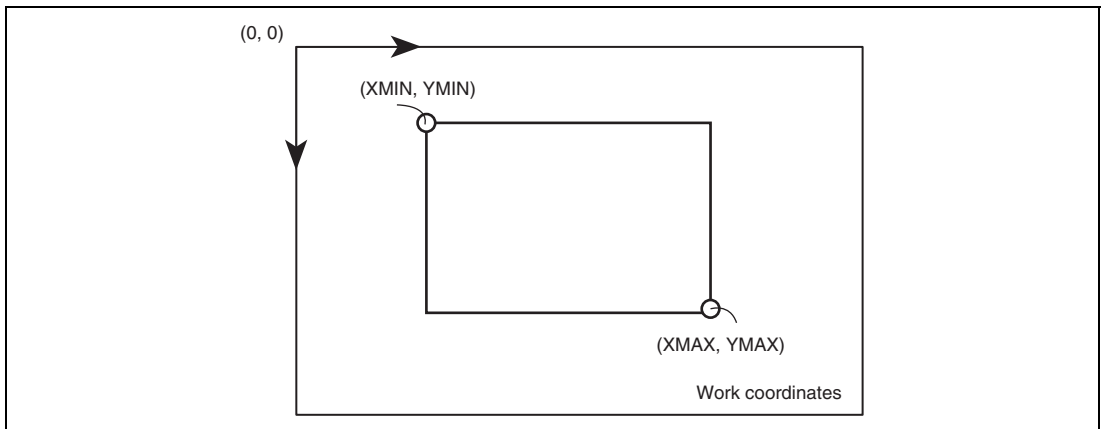 (0, 0)
(XMIN, YMIN)
(XMAX, YMAX)
Work coordinates